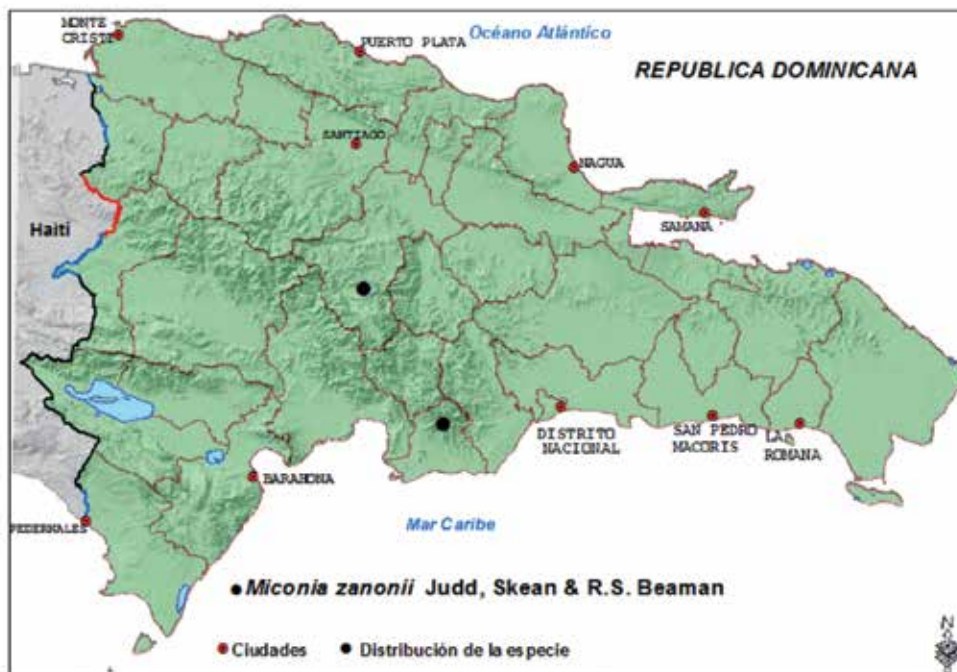 MONTE
CRISTI
PUERTO PLATA
Océano Atlántico
REPUBLICA DOMINICANA
SANTIAGO
NAGUA
SAMANA
Haiti
DISTRITO
NACIONAL
SAN PEDRO
MACORIS
LA
ROMANA
BARAHONA
PEDERNALES
Mar Caribe
Miconia zanonii Judd, Skean & R.S. Beaman
Ciudades
Distribución de la especie
N